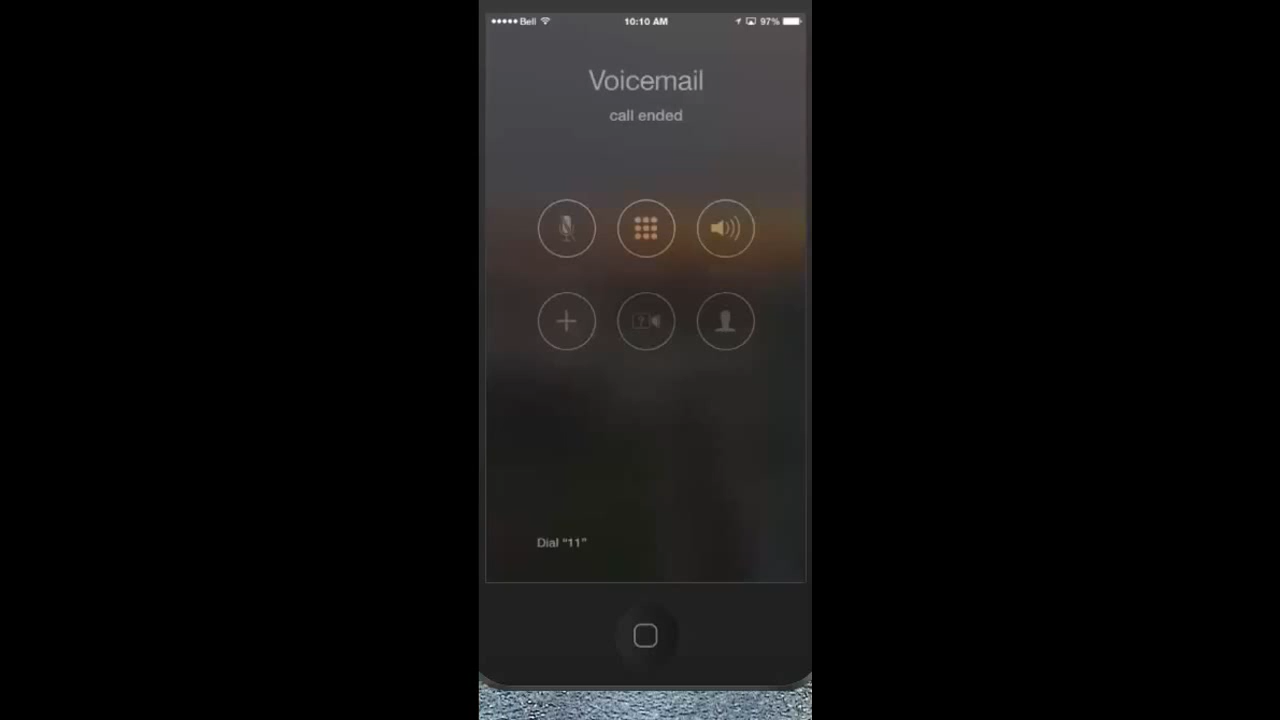 Bell 10:10 AM 97%
Voicemail
call ended
?
Dial “11”